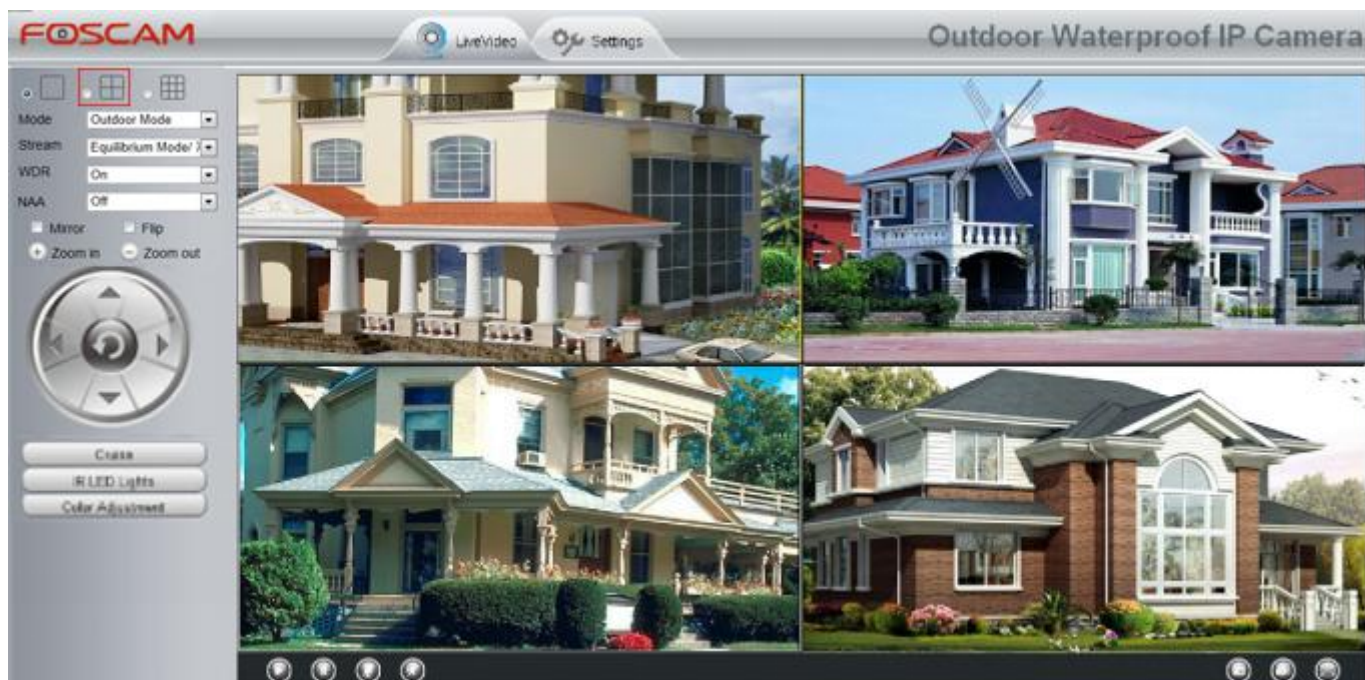 FOSCAM
LiveVideo
Settings
Outdoor Waterproof IP Camera
Mode
Outdoor Mode
Stream
Equilibrium Mode/
WDR
On
NAA
Off
Mirror
Flip
Zoom in
Zoom out
Cruise
IR LED Lights
Color Adjustment